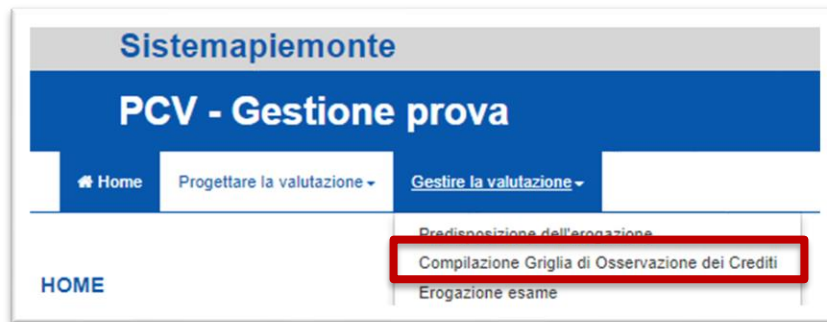 Sistemapiemonte
PCV - Gestione prova
Home Progettare la valutazione Gestire la valutazione
Predisposizione dell'erogazione
Compilazione Griglia di Osservazione dei Crediti
HOME
Erogazione esame